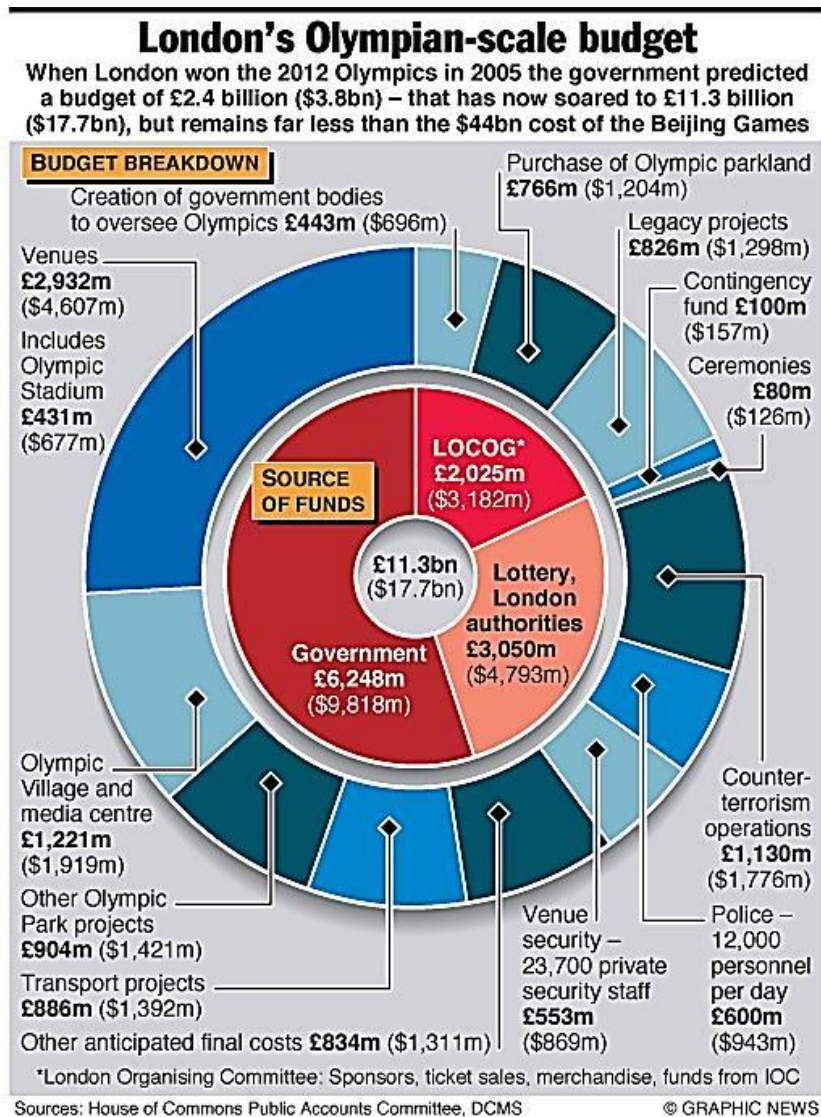 London's Olympian-scale budget
When London won the 2012 Olympics in 2005 the government predicted
a budget of £2.4 billion ($3.8bn) – that has now soared to £11.3 billion
($17.7bn), but remains far less than the $44bn cost of the Beijing Games
BUDGET BREAKDOWN
Creation of government bodies
to oversee Olympics £443m ($696m)
Purchase of Olympic parkland
£766m ($1,204m)
Legacy projects
£826m ($1,298m)
Contingency
fund £100m
($157m)
Ceremonies
£80m
($126m)
Venues
£2,932m
($4,607m)
Includes
Olympic
Stadium
£431m
($677m)
SOURCE
OF FUNDS
LOCOG*
£2,025m
($3,182m)
£11.3bn
($17.7bn)
Lottery,
London
authorities
£3,050m
($4,793m)
Government
£6,248m
($9,818m)
Olympic
Village and
media centre
£1,221m
($1,919m)
Other Olympic
Park projects
£904m ($1,421m)
Transport projects
£886m ($1,392m)
Other anticipated final costs £834m ($1,311m)
Venue
security –
23,700 private
security staff
£553m
($869m)
Police –
12,000
personnel
per day
£600m
($943m)
Counter-
terrorism
operations
£1,130m
($1,776m)
*London Organising Committee: Sponsors, ticket sales, merchandise, funds from IOC
Sources: House of Commons Public Accounts Committee, DCMS
© GRAPHIC NEWS